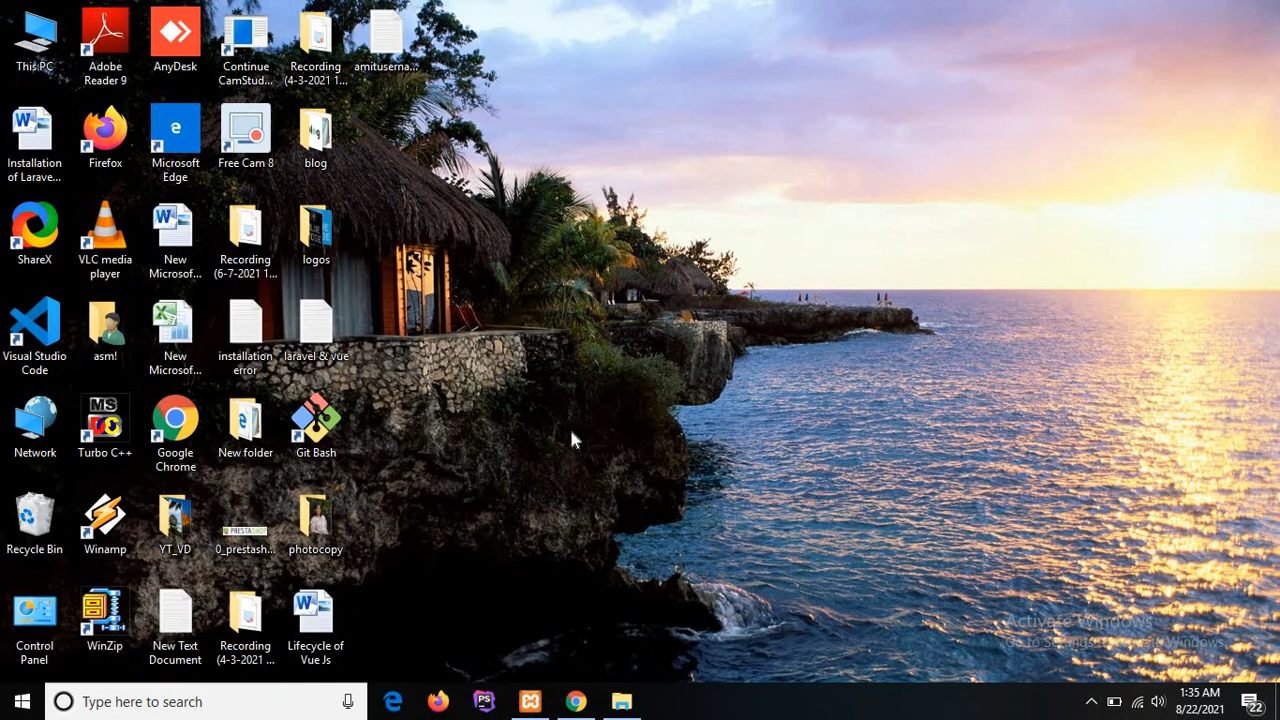 This PC
Adobe
Reader 9
AnyDesk
Continue
CamStud...
Recording
(4-3-2021 1...
amituserna...
Installation
of Larave...
Firefox
Microsoft
Edge
Free Cam 8
blog
ShareX
VLC media
player
New
Microsof...
Recording
(6-7-2021 1...
logos
Visual Studio
Code
asm!
New
Microsof...
installation
error
laravel & vue
Network
MS
Turbo C++
Google
Chrome
New folder
Git Bash
Recycle Bin
Winamp
YT_VD
PRESTASHOP
0_prestash...
photocopy
Control
Panel
WinZip
New Text
Document
Recording
(4-3-2021 ...
Lifecycle of
Vue Js
Activate Windows
Go to Settings to activate Windows.
Type here to search
PS
1:35 AM
8/22/2021
22